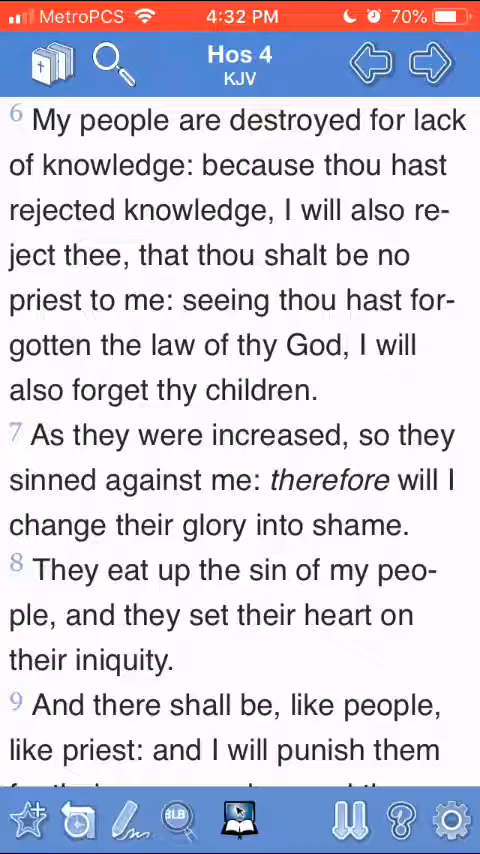 MetroPCS 4:32 PM 70%
Hos 4
KJV
6 My people are destroyed for lack
of knowledge: because thou hast
rejected knowledge, I will also re-
ject thee, that thou shalt be no
priest to me: seeing thou hast for-
gotten the law of thy God, I will
also forget thy children.
7 As they were increased, so they
sinned against me: therefore will I
change their glory into shame.
8 They eat up the sin of my peo-
ple, and they set their heart on
their iniquity.
9 And there shall be, like people,
like priest: and I will punish them
BLB